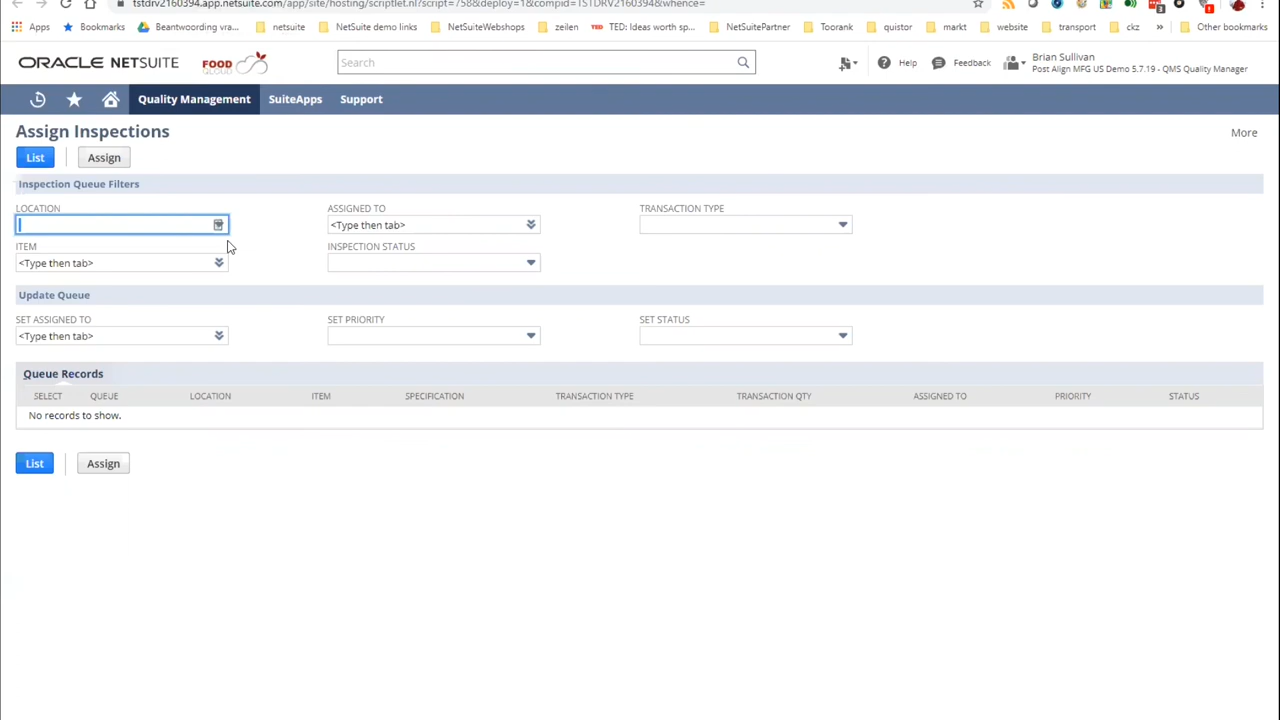 tstdrv2160394.app.netsuite.com/app/site/hosting/scriptlet.nl?script=758&deploy=1&compid=TSTDRV2160394&whence=
Apps Bookmarks Beantwoording vra... netsuite NetSuite demo links NetSuiteWebshops zeilen TED: Ideas worth sp... NetSuitePartner Toorank quistor markt website transport ckz » Other bookmarks
ORACLE NETSUITE FOOD QLOUD Search Help Feedback Brian Sullivan
Post Align MFG US Demo 5.7.19 - QMS Quality Manager
Quality Management SuiteApps Support
Assign Inspections More
List Assign
Inspection Queue Filters
LOCATION ASSIGNED TO TRANSACTION TYPE
<Type then tab>
ITEM INSPECTION STATUS
<Type then tab>
Update Queue
SET ASSIGNED TO SET PRIORITY SET STATUS
<Type then tab>
Queue Records
SELECT QUEUE LOCATION ITEM SPECIFICATION TRANSACTION TYPE TRANSACTION QTY ASSIGNED TO PRIORITY STATUS
No records to show.
List Assign